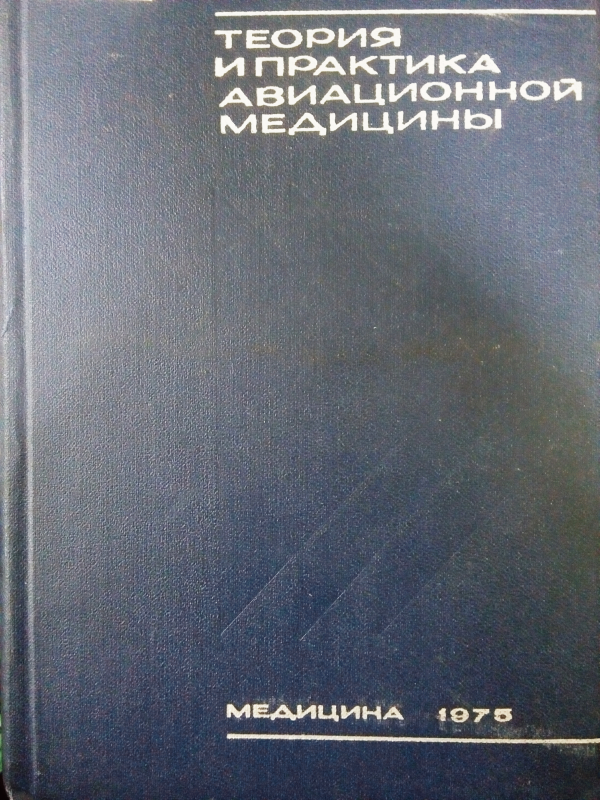 ТЕОРИЯ
И ПРАКТИКА
АВИАЦИОННОЙ
МЕДИЦИНЫ
МЕДИЦИНА 1975